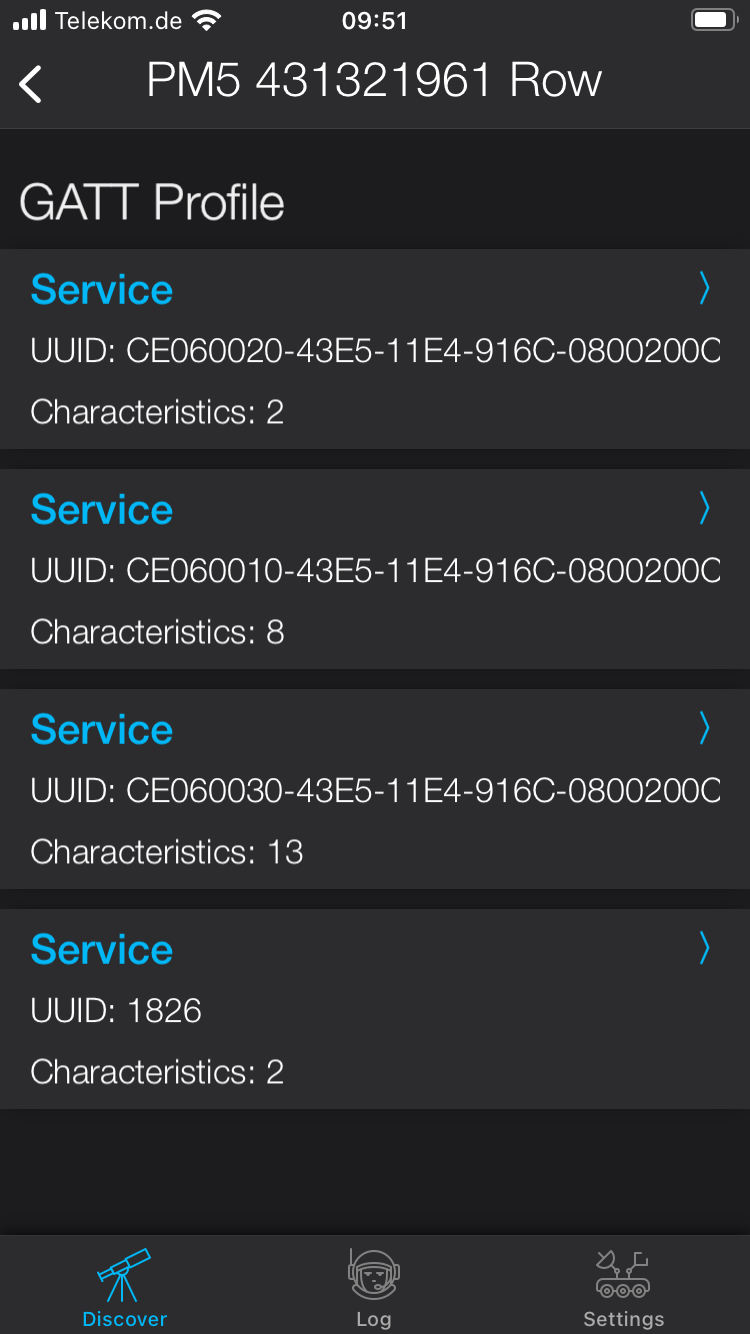 Telekom.de 09:51
PM5 431321961 Row
GATT Profile
Service
UUID: CE060020-43E5-11E4-916C-0800200C
Characteristics: 2
Service
UUID: CE060010-43E5-11E4-916C-0800200C
Characteristics: 8
Service
UUID: CE060030-43E5-11E4-916C-0800200C
Characteristics: 13
Service
UUID: 1826
Characteristics: 2
Discover Log Settings